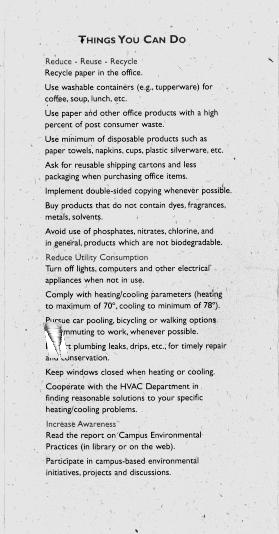 THINGS YOU CAN DO
Reduce - Reuse - Recycle
Recycle paper in the office.
Use washable containers (e.g., tupperware) for
coffee, soup, lunch, etc.
Use paper and other office products with a high
percent of post consumer waste.
Use minimum of disposable products such as
paper towels, napkins, cups, plastic silverware, etc.
Ask for reusable shipping cartons and less
packaging when purchasing office items.
Implement double-sided copying whenever possible.
Buy products that do not contain dyes, fragrances,
metals, solvents.
Avoid use of phosphates, nitrates, chlorine, and
in general, products which are not biodegradable.
Reduce Utility Consumption
Turn off lights, computers and other electrical
appliances when not in use.
Comply with heating/cooling parameters (heating
to maximum of 70°, cooling to minimum of 78°).
Pursue car pooling, bicycling or walking options
mmuting to work, whenever possible.
rt plumbing leaks, drips, etc., for timely repair
and conservation.
Keep windows closed when heating or cooling.
Cooperate with the HVAC Department in
finding reasonable solutions to your specific
heating/cooling problems.
Increase Awareness
Read the report on Campus Environmental
Practices (in library or on the web).
Participate in campus-based environmental
initiatives, projects and discussions.